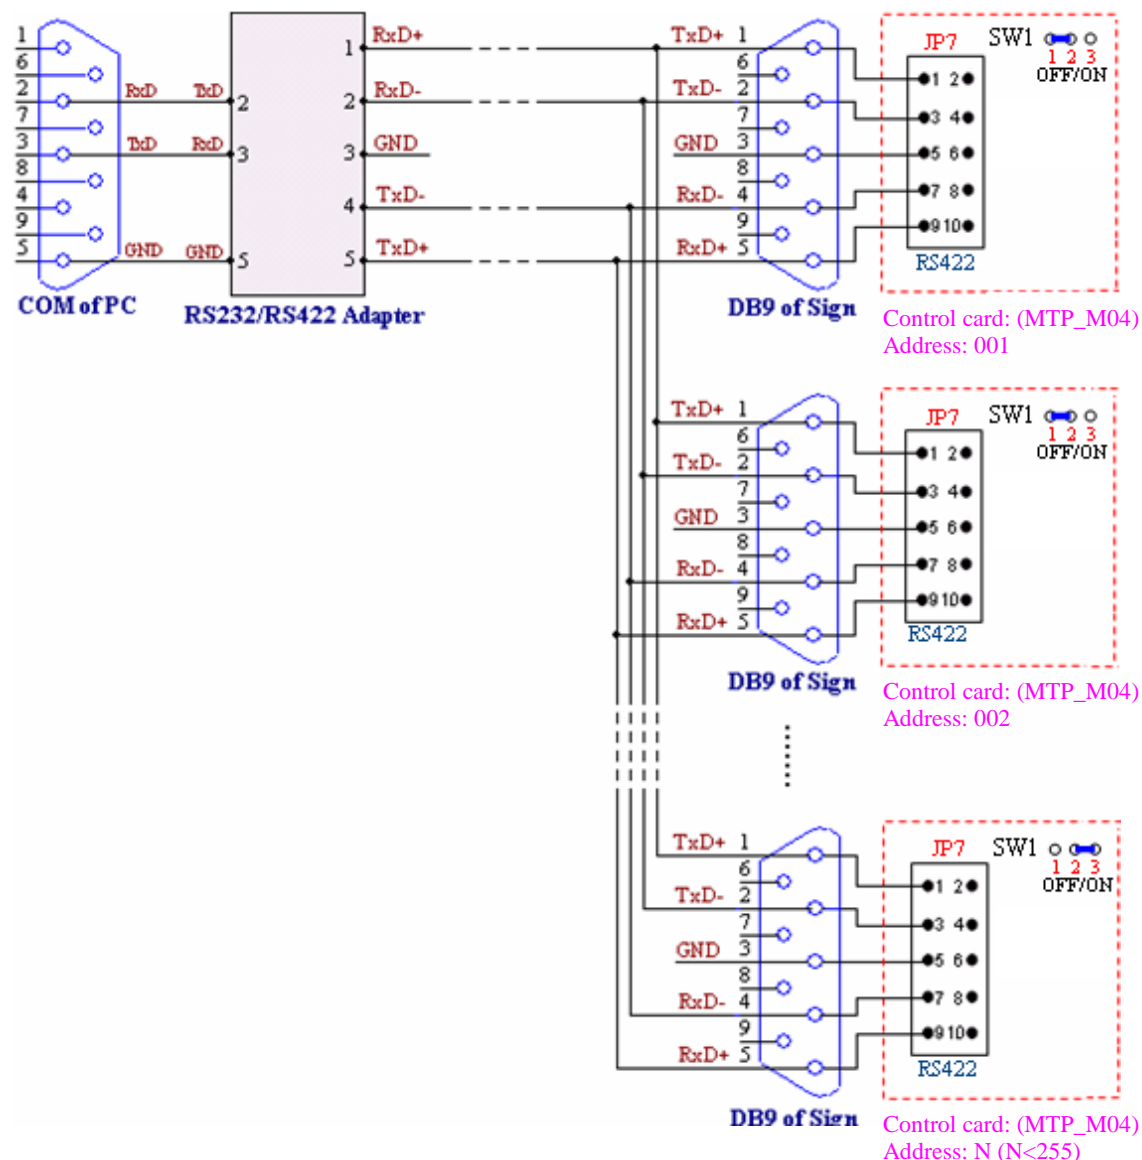 1
6
2
7
3
8
4
9
5
RxD
TxD
TxD
RxD
GND
GND
2
3
5
1
2
3
4
5
RxD+
RxD-
GND
TxD-
TxD+
COM of PC
RS232/RS422 Adapter
TxD+ 1
6
TxD- 2
7
GND 3
8
RxD- 4
9
RxD+ 5
DB9 of Sign
JP7
1 2
3 4
5 6
7 8
9 10
RS422
SW1
1 2 3
OFF/ON
Control card: (MTP_M04)
Address: 001
TxD+ 1
6
TxD- 2
7
GND 3
8
RxD- 4
9
RxD+ 5
DB9 of Sign
JP7
1 2
3 4
5 6
7 8
9 10
RS422
SW1
1 2 3
OFF/ON
Control card: (MTP_M04)
Address: 002
TxD+ 1
6
TxD- 2
7
GND 3
8
RxD- 4
9
RxD+ 5
DB9 of Sign
JP7
1 2
3 4
5 6
7 8
9 10
RS422
SW1
1 2 3
OFF/ON
Control card: (MTP_M04)
Address: N (N<255)